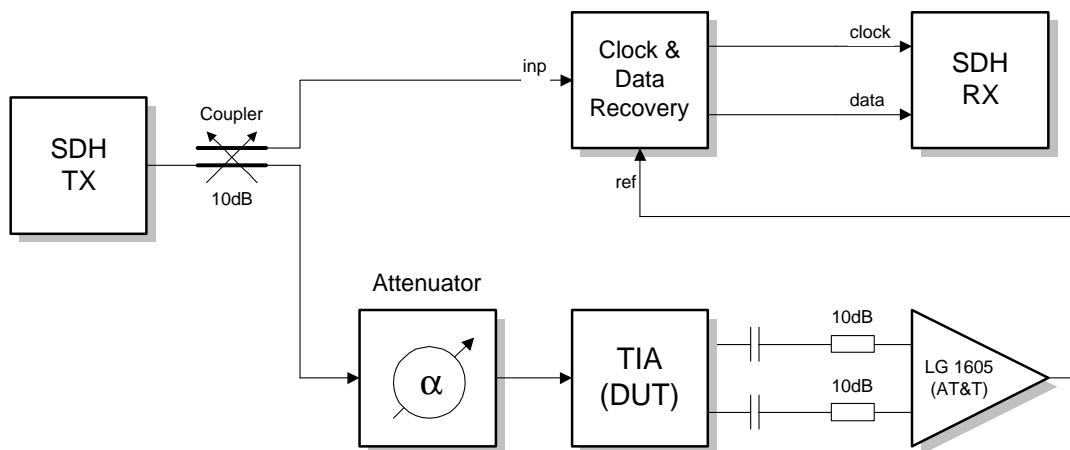 SDH
TX
Coupler
10dB
inp
Clock &
Data
Recovery
clock
data
SDH
RX
ref
Attenuator
α
TIA
(DUT)
10dB
10dB
LG 1605
(AT&T)